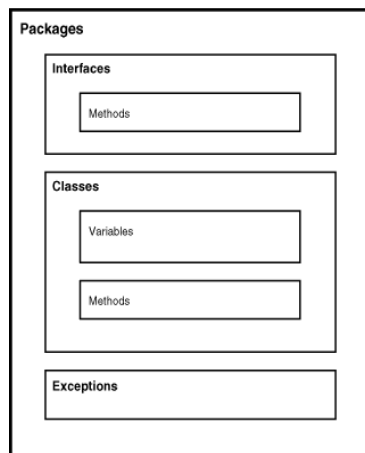 Packages
Interfaces
Methods
Classes
Variables
Methods
Exceptions